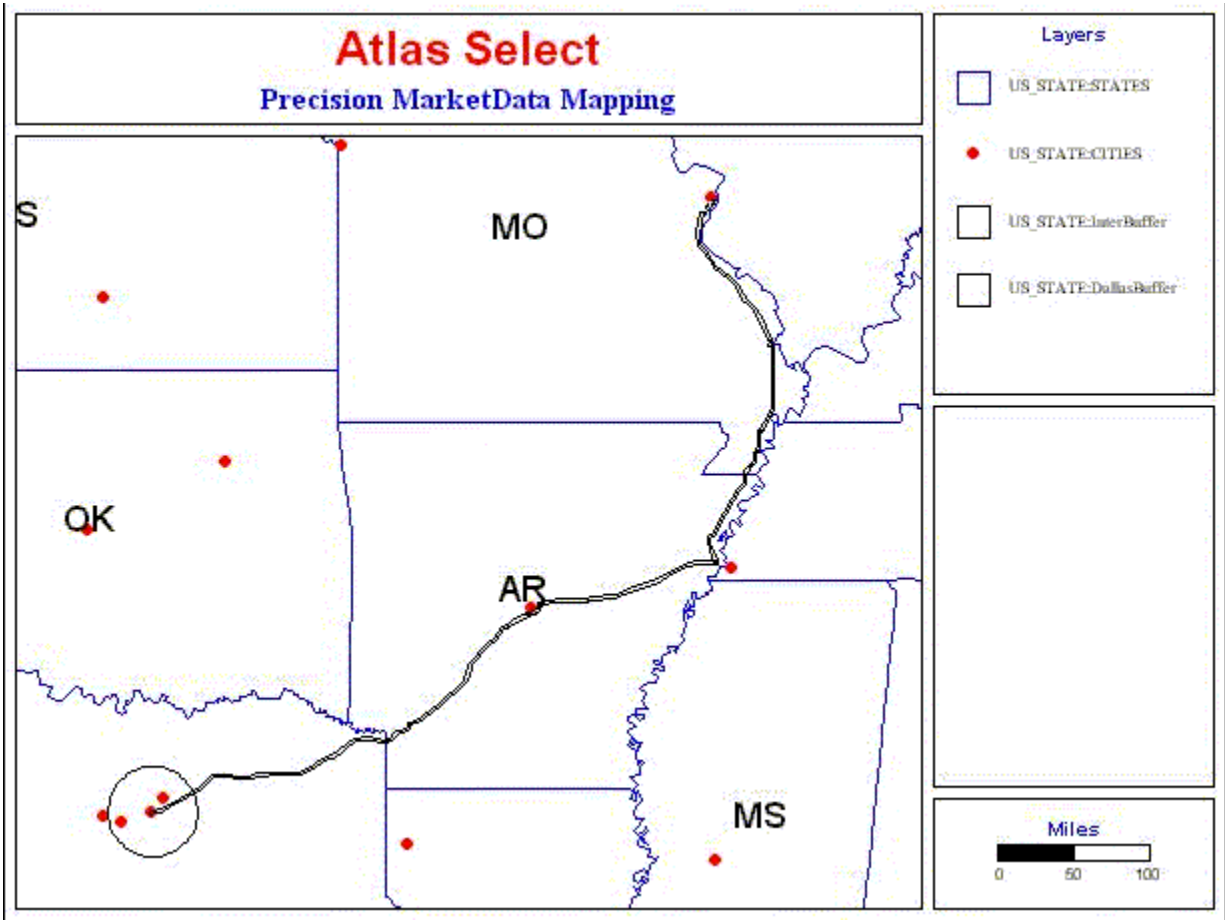 Atlas Select
Precision MarketData Mapping
Layers
US_STATE:STATES
US_STATE:CITIES
US_STATE:InterBuffer
US_STATE:DallasBuffer
S
MO
OK
AR
MS
Miles
0 50 100